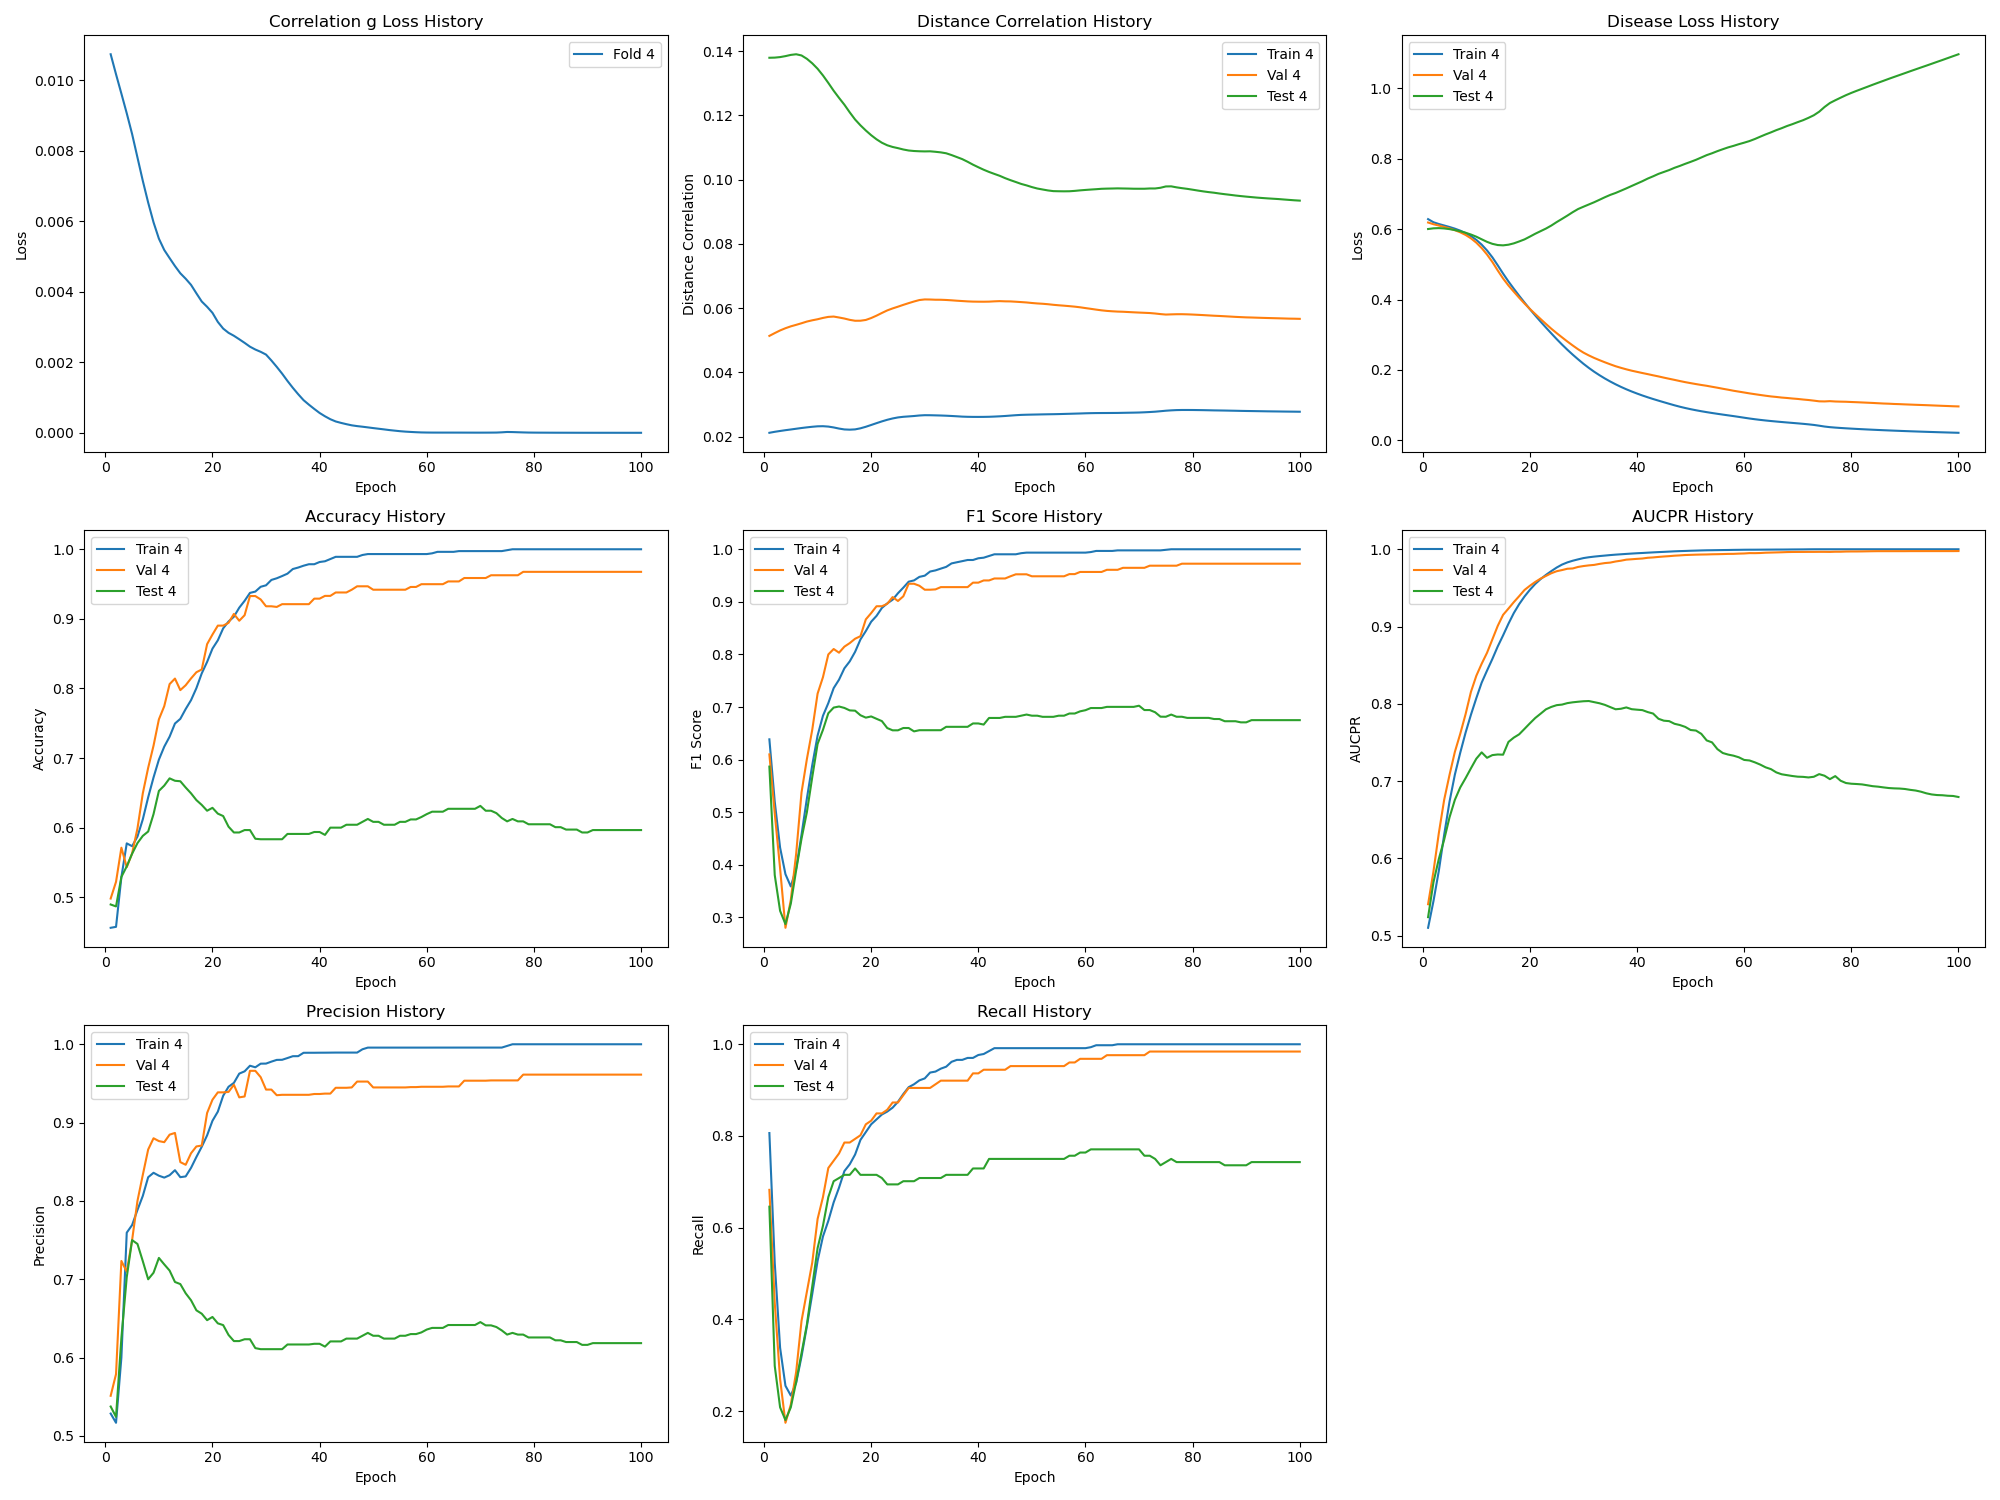 Correlation g Loss History
Fold 4
0.010
0.008
0.006
0.004
0.002
0.000
Loss
0 20 40 60 80 100
Epoch
Distance Correlation History
Train 4
Val 4
Test 4
0.14
0.12
0.10
0.08
0.06
0.04
0.02
Distance Correlation
0 20 40 60 80 100
Epoch
Disease Loss History
Train 4
Val 4
Test 4
1.0
0.8
0.6
0.4
0.2
0.0
Loss
0 20 40 60 80 100
Epoch
Accuracy History
Train 4
Val 4
Test 4
1.0
0.9
0.8
0.7
0.6
0.5
Accuracy
0 20 40 60 80 100
Epoch
F1 Score History
Train 4
Val 4
Test 4
1.0
0.9
0.8
0.7
0.6
0.5
0.4
0.3
F1 Score
0 20 40 60 80 100
Epoch
AUCPR History
Train 4
Val 4
Test 4
1.0
0.9
0.8
0.7
0.6
0.5
AUCPR
0 20 40 60 80 100
Epoch
Precision History
Train 4
Val 4
Test 4
1.0
0.9
0.8
0.7
0.6
0.5
Precision
0 20 40 60 80 100
Epoch
Recall History
Train 4
Val 4
Test 4
1.0
0.8
0.6
0.4
0.2
Recall
0 20 40 60 80 100
Epoch